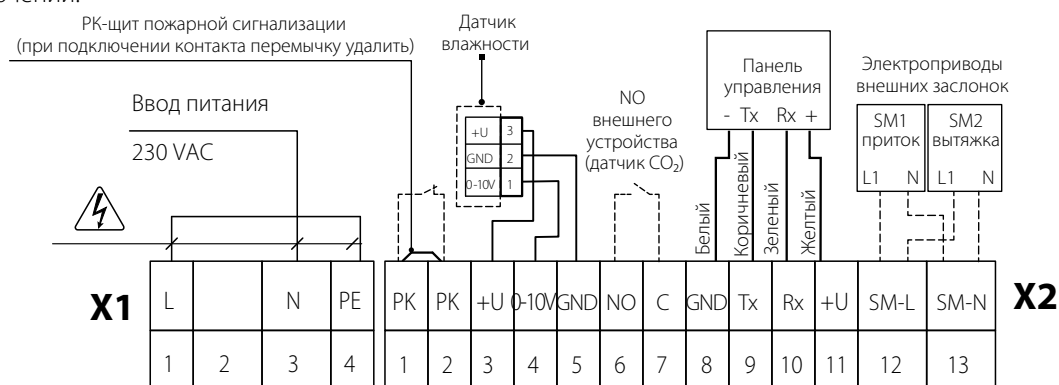 РК-щит пожарной сигнализации
(при подключении контакта перемычку удалить)
Датчик
влажности
Ввод питания
230 VAC
+U 3
GND 2
0-10V 1
NO
внешнего
устройства
(датчик CO₂)
Панель
управления
- Tx Rx +
Белый
Коричневый
Зеленый
Желтый
Электроприводы
внешних заслонок
SM1
приток
L1 N
SM2
вытяжка
L1 N
X1
L N PE
1 2 3 4
PK PK +U 0-10V GND NO C GND Tx Rx +U SM-L SM-N
1 2 3 4 5 6 7 8 9 10 11 12 13
X2